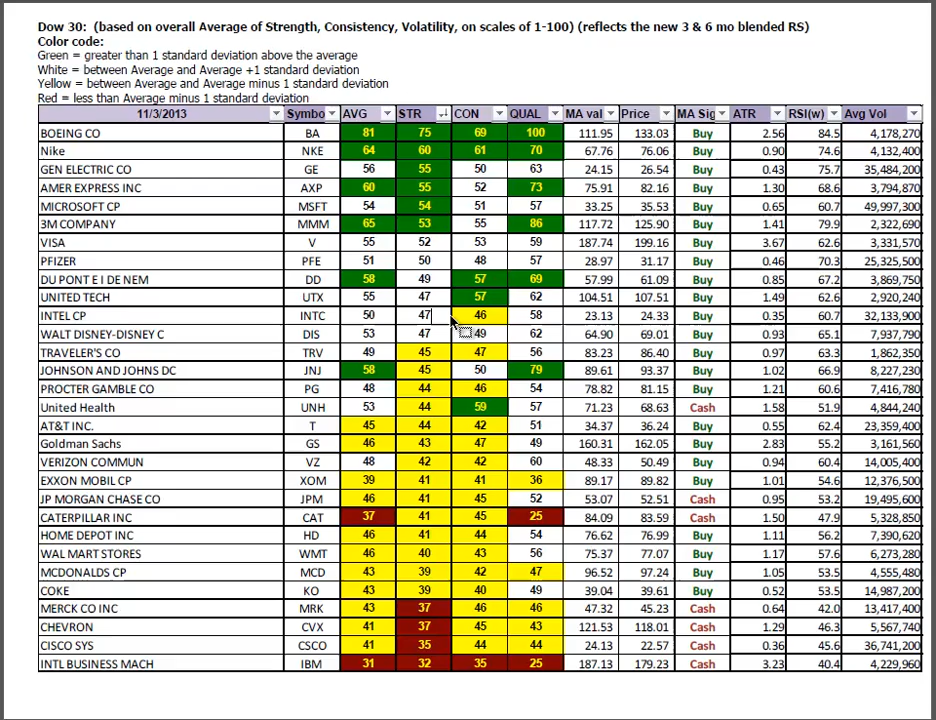 Dow 30: (based on overall Average of Strength, Consistency, Volatility, on scales of 1-100) (reflects the new 3 & 6 mo blended RS)
Color code:
Green = greater than 1 standard deviation above the average
White = between Average and Average +1 standard deviation
Yellow = between Average and Average minus 1 standard deviation
Red = less than Average minus 1 standard deviation
11/3/2013 Symbo AVG STR CON QUAL MA val Price MA Sig ATR RSI(w) Avg Vol
BOEING CO BA 81 75 69 100 111.95 133.03 Buy 2.56 84.5 4,178,270
Nike NKE 64 60 61 70 67.76 76.06 Buy 0.90 74.6 4,132,400
GEN ELECTRIC CO GE 56 55 50 63 24.15 26.54 Buy 0.43 75.7 35,484,200
AMER EXPRESS INC AXP 60 55 52 73 75.91 82.16 Buy 1.30 68.6 3,794,870
MICROSOFT CP MSFT 54 54 51 57 33.25 35.53 Buy 0.65 60.7 49,997,300
3M COMPANY MMM 65 53 55 86 117.72 125.90 Buy 1.41 79.9 2,322,690
VISA V 55 52 53 59 187.74 199.16 Buy 3.67 62.6 3,331,570
PFIZER PFE 51 50 48 57 28.97 31.17 Buy 0.46 70.3 25,325,500
DU PONT E I DE NEM DD 58 49 57 69 57.99 61.09 Buy 0.85 67.2 3,869,750
UNITED TECH UTX 55 47 57 62 104.51 107.51 Buy 1.49 62.6 2,920,240
INTEL CP INTC 50 47 46 58 23.13 24.33 Buy 0.35 60.7 32,133,900
WALT DISNEY-DISNEY C DIS 53 47 49 62 64.90 69.01 Buy 0.93 65.1 7,937,790
TRAVELER'S CO TRV 49 45 47 56 83.23 86.40 Buy 0.97 63.3 1,862,350
JOHNSON AND JOHNS DC JNJ 58 45 50 79 89.61 93.37 Buy 1.02 66.9 8,227,230
PROCTER GAMBLE CO PG 48 44 46 54 78.82 81.15 Buy 1.21 60.6 7,416,780
United Health UNH 53 44 59 57 71.23 68.63 Cash 1.58 51.9 4,844,240
AT&T INC. T 45 44 42 51 34.37 36.24 Buy 0.55 62.4 23,359,400
Goldman Sachs GS 46 43 47 49 160.31 162.05 Buy 2.83 55.2 3,161,560
VERIZON COMMUN VZ 48 42 42 60 48.33 50.49 Buy 0.94 60.4 14,005,400
EXXON MOBIL CP XOM 39 41 41 36 89.17 89.82 Buy 1.01 54.6 12,376,500
JP MORGAN CHASE CO JPM 46 41 45 52 53.07 52.51 Cash 0.95 53.2 19,495,600
CATERPILLAR INC CAT 37 41 45 25 84.09 83.59 Cash 1.50 47.9 5,328,850
HOME DEPOT INC HD 46 41 44 54 76.62 76.99 Buy 1.11 56.2 7,390,620
WAL MART STORES WMT 46 40 43 56 75.37 77.07 Buy 1.17 57.6 6,273,280
MCDONALDS CP MCD 43 39 42 47 96.52 97.24 Buy 1.05 53.5 4,555,480
COKE KO 43 39 40 49 39.04 39.61 Buy 0.52 53.5 14,987,200
MERCK CO INC MRK 43 37 46 46 47.32 45.23 Cash 0.64 42.0 13,417,400
CHEVRON CVX 41 37 45 43 121.53 118.01 Cash 1.29 46.3 5,567,740
CISCO SYS CSCO 41 35 44 44 24.13 22.57 Cash 0.36 45.6 36,741,200
INTL BUSINESS MACH IBM 31 32 35 25 187.13 179.23 Cash 3.23 40.4 4,229,960